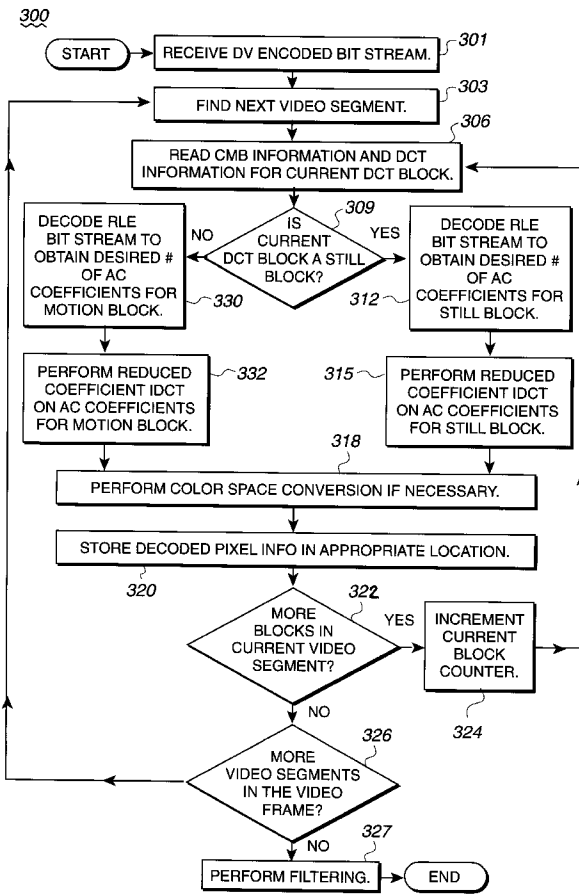 300
START
RECEIVE DV ENCODED BIT STREAM.
301
303
FIND NEXT VIDEO SEGMENT.
306
READ CMB INFORMATION AND DCT
INFORMATION FOR CURRENT DCT BLOCK.
309
IS
CURRENT
DCT BLOCK A STILL
BLOCK?
NO
YES
DECODE RLE
BIT STREAM TO
OBTAIN DESIRED #
OF AC
COEFFICIENTS FOR
MOTION BLOCK.
330
DECODE RLE
BIT STREAM TO
OBTAIN DESIRED #
OF AC
COEFFICIENTS FOR
STILL BLOCK.
312
PERFORM REDUCED
COEFFICIENT IDCT
ON AC COEFFICIENTS
FOR MOTION BLOCK.
332
315
PERFORM REDUCED
COEFFICIENT IDCT
ON AC COEFFICIENTS
FOR STILL BLOCK.
318
PERFORM COLOR SPACE CONVERSION IF NECESSARY.
STORE DECODED PIXEL INFO IN APPROPRIATE LOCATION.
320
322
MORE
BLOCKS IN
CURRENT VIDEO
SEGMENT?
YES
INCREMENT
CURRENT
BLOCK
COUNTER.
324
NO
326
MORE
VIDEO SEGMENTS
IN THE VIDEO
FRAME?
NO
327
PERFORM FILTERING.
END